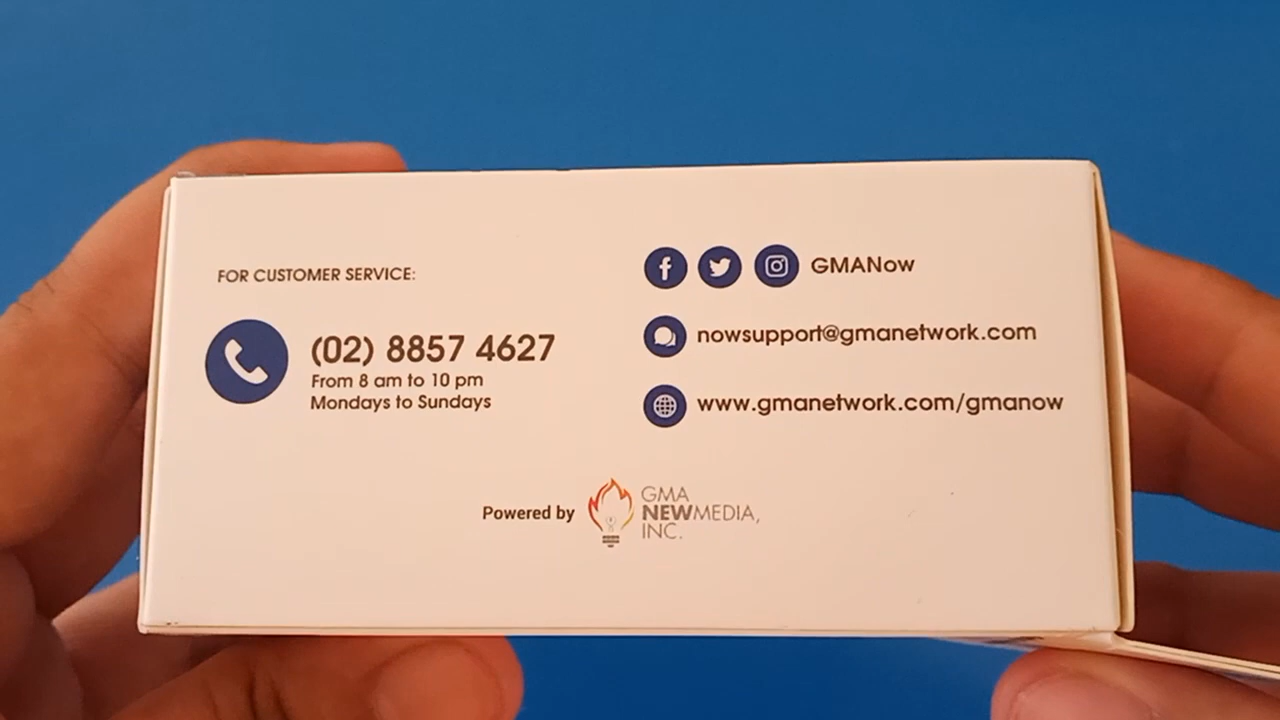 FOR CUSTOMER SERVICE:
(02) 8857 4627
From 8 am to 10 pm
Mondays to Sundays
GMANow
nowsupport@gmanetwork.com
www.gmanetwork.com/gmanow
Powered by
GMA
NEWMEDIA,
INC.